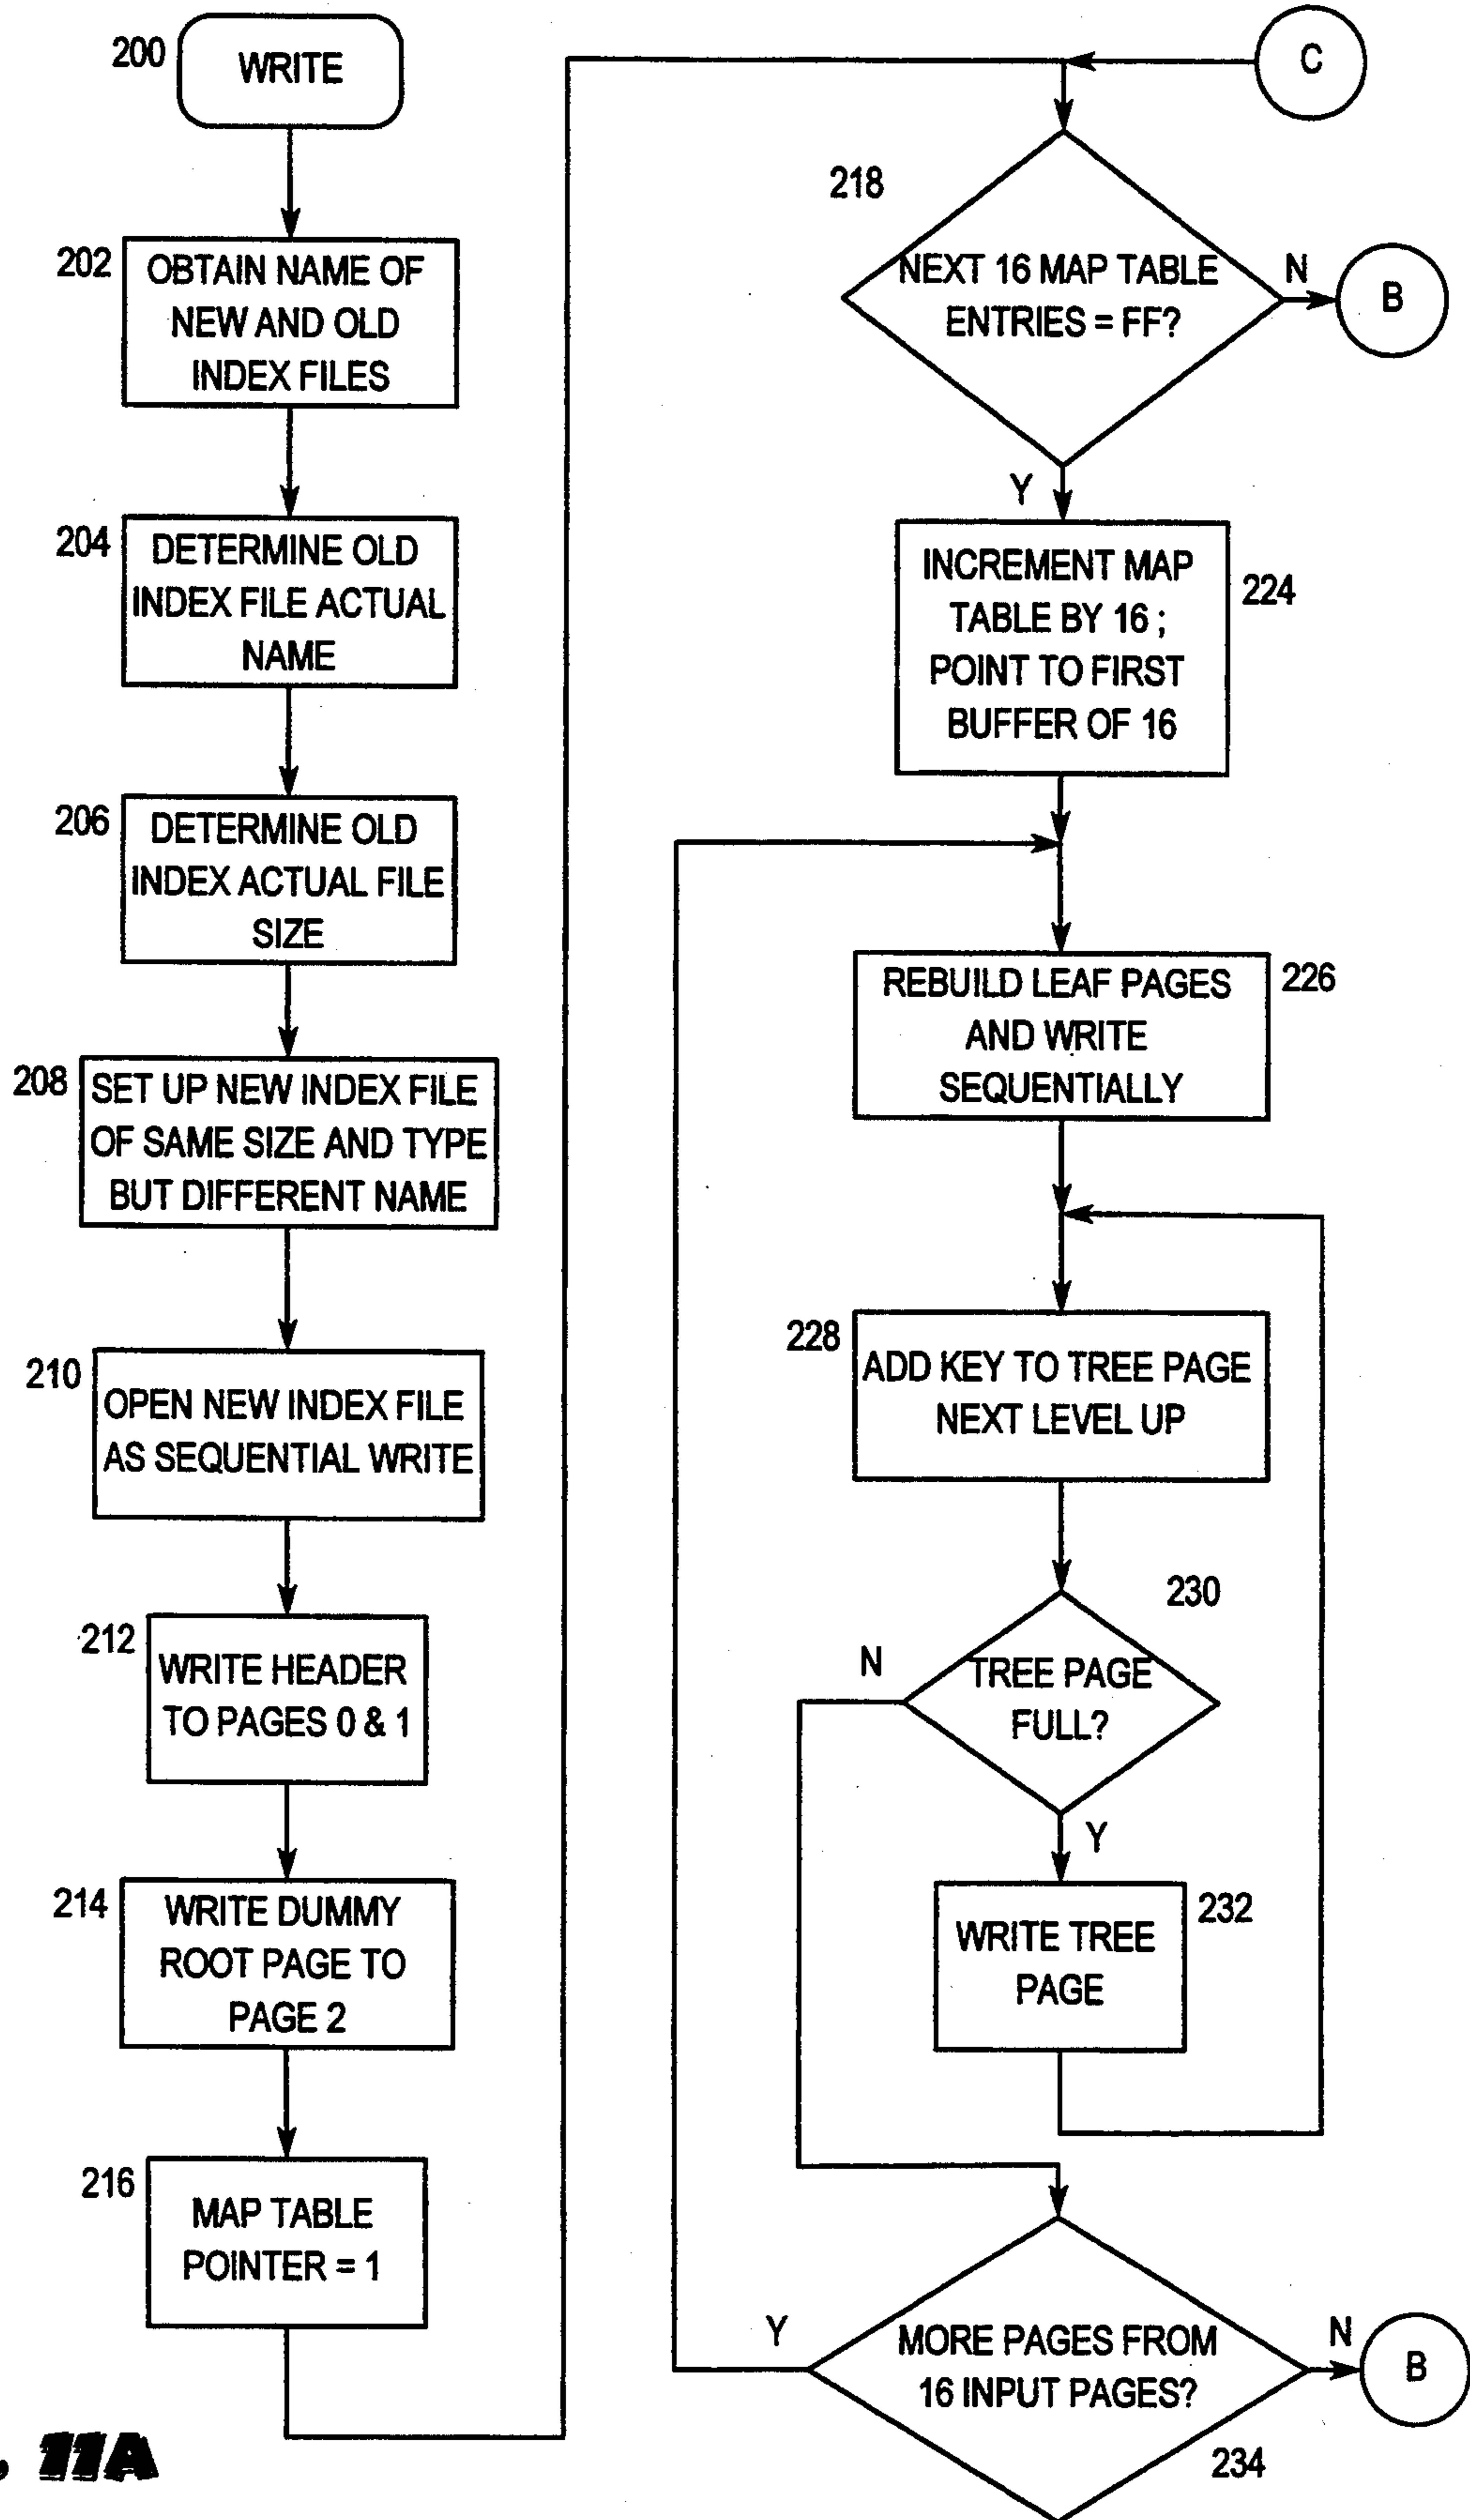 200
WRITE
202
OBTAIN NAME OF
NEW AND OLD
INDEX FILES
204
DETERMINE OLD
INDEX FILE ACTUAL
NAME
206
DETERMINE OLD
INDEX ACTUAL FILE
SIZE
208
SET UP NEW INDEX FILE
OF SAME SIZE AND TYPE
BUT DIFFERENT NAME
210
OPEN NEW INDEX FILE
AS SEQUENTIAL WRITE
212
WRITE HEADER
TO PAGES 0 & 1
214
WRITE DUMMY
ROOT PAGE TO
PAGE 2
216
MAP TABLE
POINTER = 1
C
218
NEXT 16 MAP TABLE
ENTRIES = FF?
N
B
Y
INCREMENT MAP
TABLE BY 16 ;
POINT TO FIRST
BUFFER OF 16
224
REBUILD LEAF PAGES
AND WRITE
SEQUENTIALLY
226
228
ADD KEY TO TREE PAGE
NEXT LEVEL UP
230
N
TREE PAGE
FULL?
Y
WRITE TREE
PAGE
232
Y
MORE PAGES FROM
16 INPUT PAGES?
N
B
234
11A